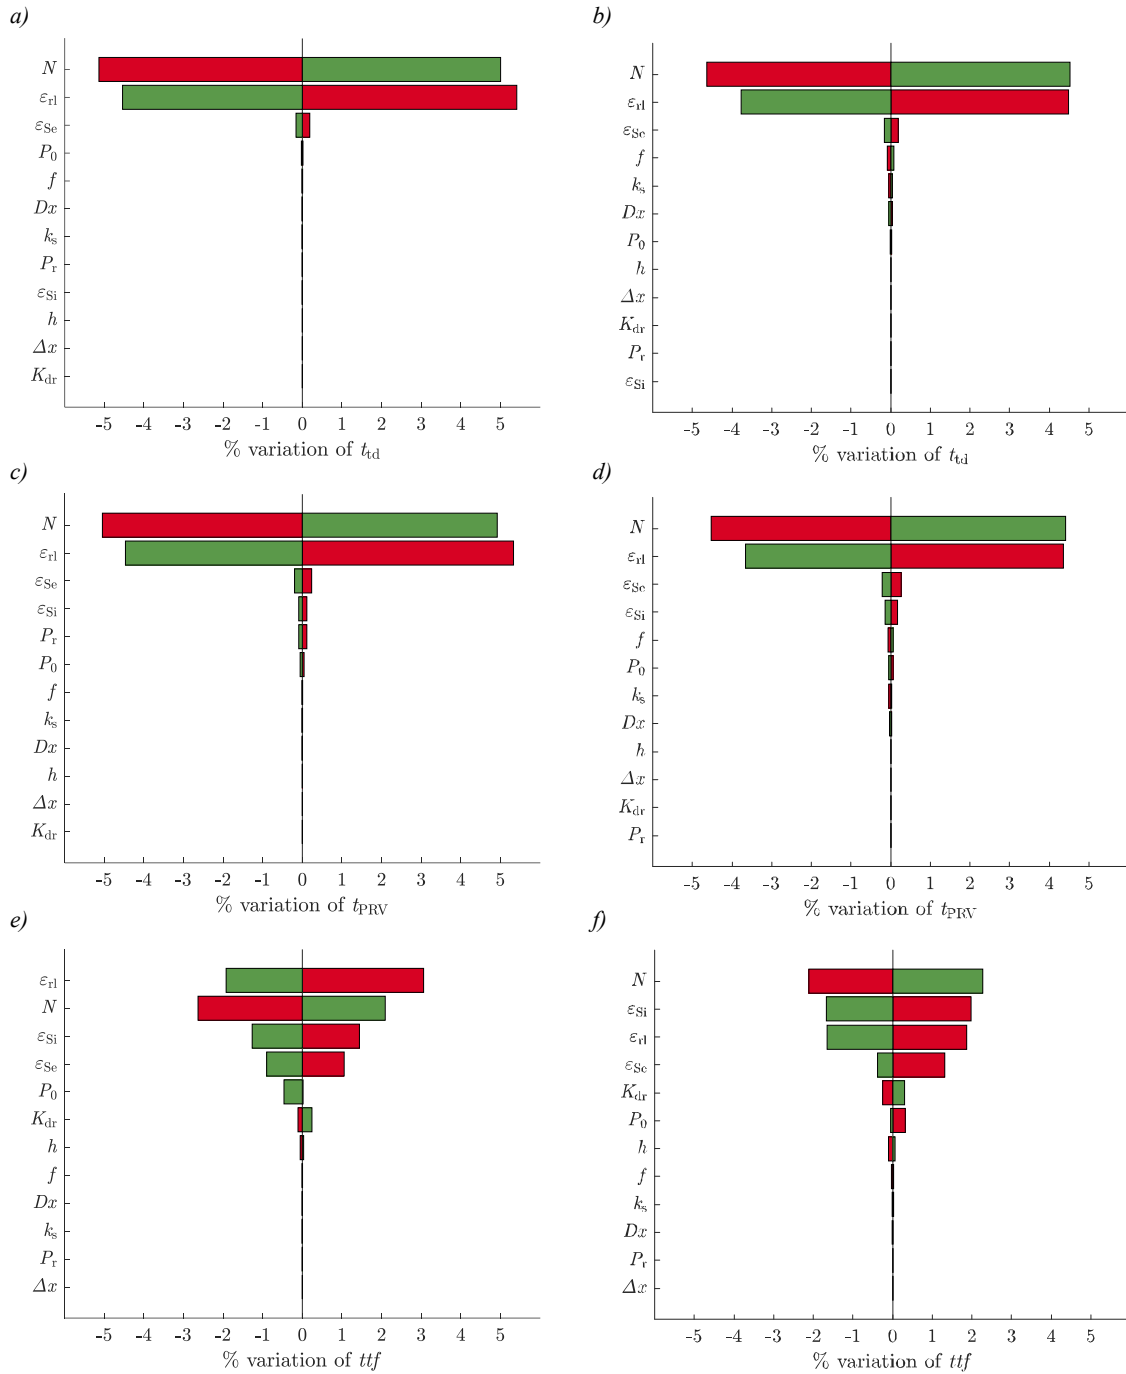 a)
N
εrl
εSe
P0
f
Dx
ks
Pr
εSi
h
Δx
Kdr
-5 -4 -3 -2 -1 0 1 2 3 4 5
% variation of ttd
b)
N
εrl
εSe
f
ks
Dx
P0
h
Δx
Kdr
Pr
εSi
-5 -4 -3 -2 -1 0 1 2 3 4 5
% variation of ttd
c)
N
εrl
εSe
εSi
Pr
P0
f
ks
Dx
h
Δx
Kdr
-5 -4 -3 -2 -1 0 1 2 3 4 5
% variation of tPRV
d)
N
εrl
εSe
εSi
f
P0
ks
Dx
h
Δx
Kdr
Pr
-5 -4 -3 -2 -1 0 1 2 3 4 5
% variation of tPRV
e)
εrl
N
εSi
εSe
P0
Kdr
h
f
Dx
ks
Pr
Δx
-5 -4 -3 -2 -1 0 1 2 3 4 5
% variation of ttf
f)
N
εSi
εrl
εSe
Kdr
P0
h
f
ks
Dx
Pr
Δx
-5 -4 -3 -2 -1 0 1 2 3 4 5
% variation of ttf